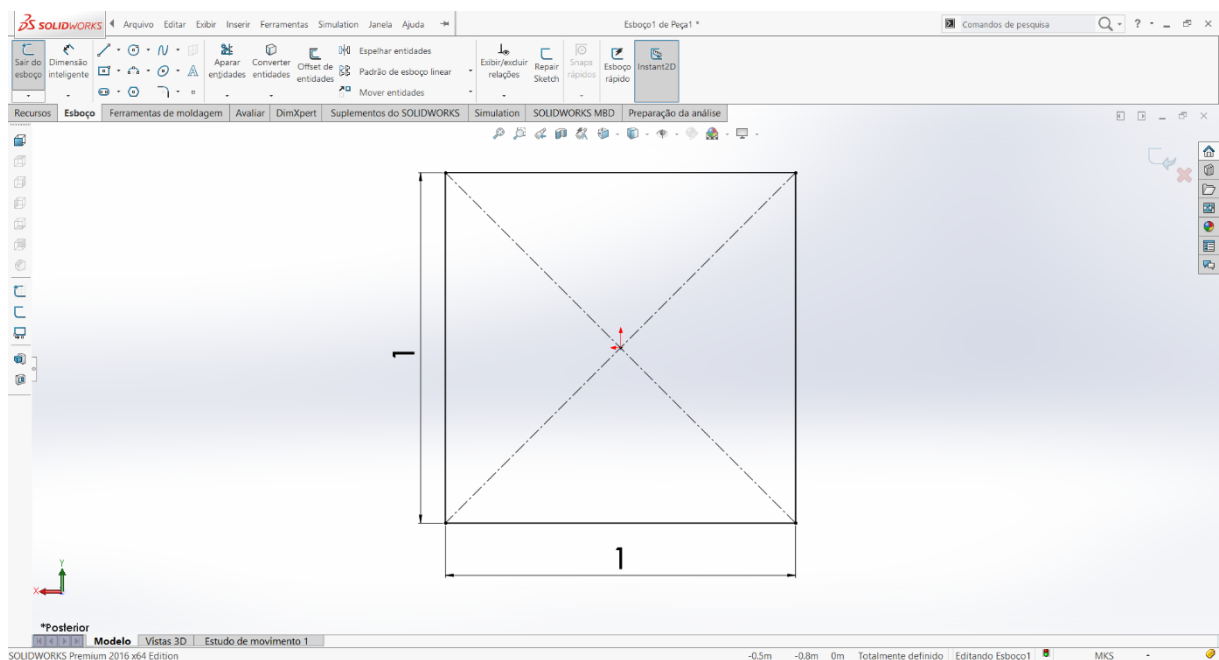 SOLIDWORKS Arquivo Editar Exibir Inserir Ferramentas Simulation Janela Ajuda Esboço1 de Peça1 * Comandos de pesquisa ?
Sair do esboço
Dimensão inteligente
Aparar entidades
Converter entidades
Offset de entidades
Espelhar entidades
Padrão de esboço linear
Mover entidades
Exibir/excluir relações
Repair Sketch
Snaps rápidos
Esboço rápido
Instant2D
Recursos Esboço Ferramentas de moldagem Avaliar DimXpert Suplementos do SOLIDWORKS Simulation SOLIDWORKS MBD Preparação da análise
1
1
Y
X
*Posterior
Modelo Vistas 3D Estudo de movimento 1
SOLIDWORKS Premium 2016 x64 Edition -0.5m -0.8m 0m Totalmente definido Editando Esboço1 MKS -